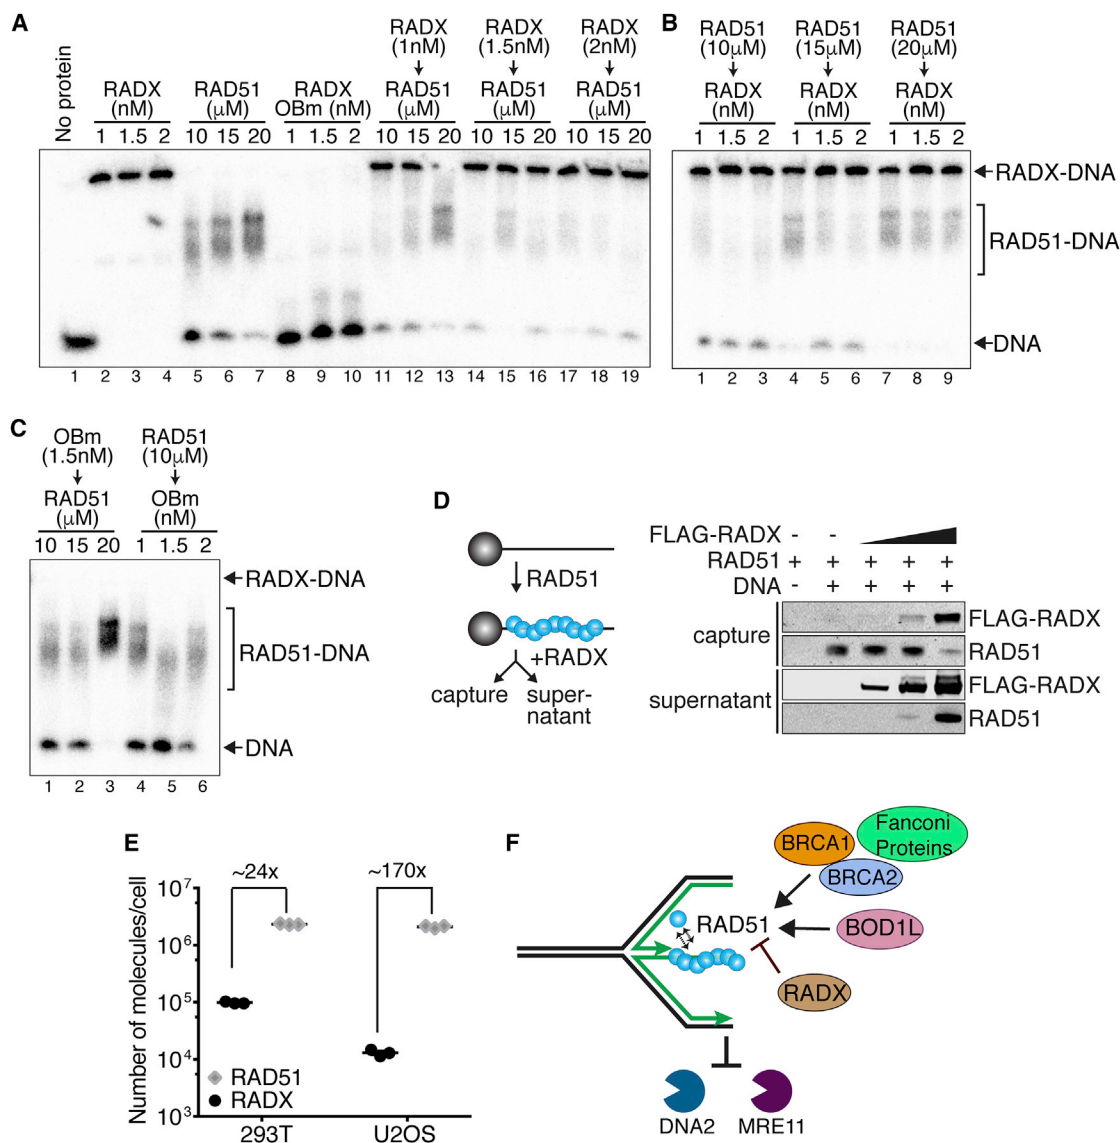 A
No protein
RADX
(nM)
1 1.5 2
RAD51
(μM)
10 15 20
RADX
OBm (nM)
1 1.5 2
RADX
(1nM)
RAD51
(μM)
10 15 20
RADX
(1.5nM)
RAD51
(μM)
10 15 20
RADX
(2nM)
RAD51
(μM)
10 15 20
1 2 3 4 5 6 7 8 9 10 11 12 13 14 15 16 17 18 19
B
RAD51
(10μM)
RADX
(nM)
1 1.5 2
RAD51
(15μM)
RADX
(nM)
1 1.5 2
RAD51
(20μM)
RADX
(nM)
1 1.5 2
RADX-DNA
RAD51-DNA
DNA
1 2 3 4 5 6 7 8 9
C
OBm
(1.5nM)
RAD51
(μM)
10 15 20
RAD51
(10μM)
OBm
(nM)
1 1.5 2
RADX-DNA
RAD51-DNA
DNA
1 2 3 4 5 6
D
RAD51
+RADX
capture
super-
natant
FLAG-RADX - -
RAD51 + + + + +
DNA - + + + +
capture
FLAG-RADX
RAD51
supernatant
FLAG-RADX
RAD51
E
Number of molecules/cell
~24x
~170x
10⁷
10⁶
10⁵
10⁴
10³
RAD51
RADX
293T
U2OS
F
BRCA1
Fanconi
Proteins
BRCA2
RAD51
BOD1L
RADX
DNA2
MRE11